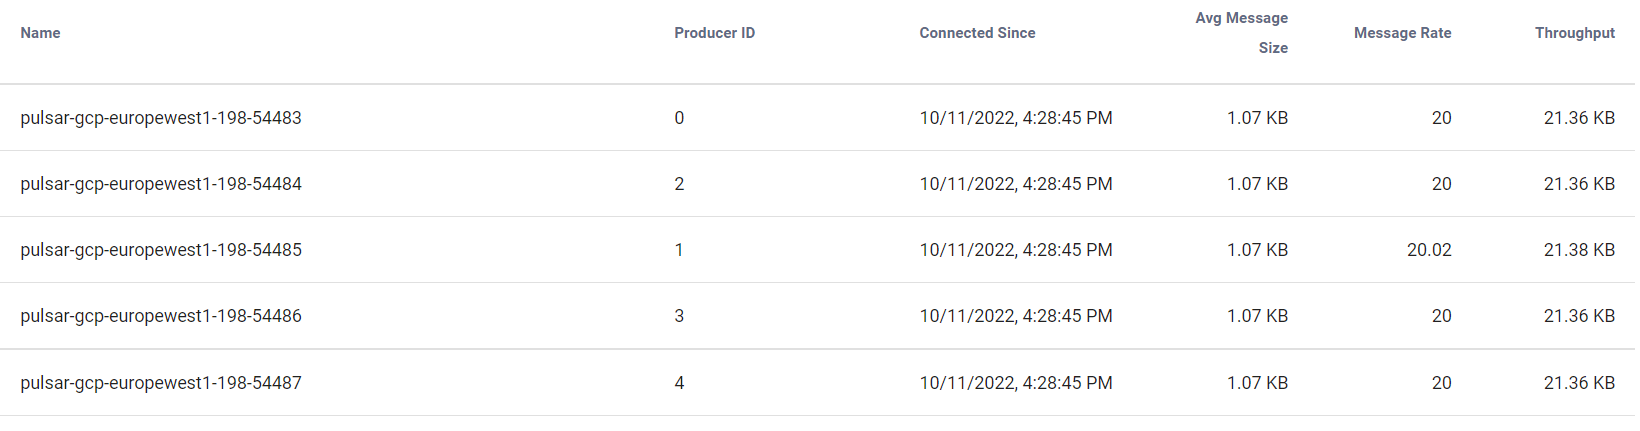 Name Producer ID Connected Since Avg Message Size Message Rate Throughput
pulsar-gcp-europewest1-198-54483 0 10/11/2022, 4:28:45 PM 1.07 KB 20 21.36 KB
pulsar-gcp-europewest1-198-54484 2 10/11/2022, 4:28:45 PM 1.07 KB 20 21.36 KB
pulsar-gcp-europewest1-198-54485 1 10/11/2022, 4:28:45 PM 1.07 KB 20.02 21.38 KB
pulsar-gcp-europewest1-198-54486 3 10/11/2022, 4:28:45 PM 1.07 KB 20 21.36 KB
pulsar-gcp-europewest1-198-54487 4 10/11/2022, 4:28:45 PM 1.07 KB 20 21.36 KB